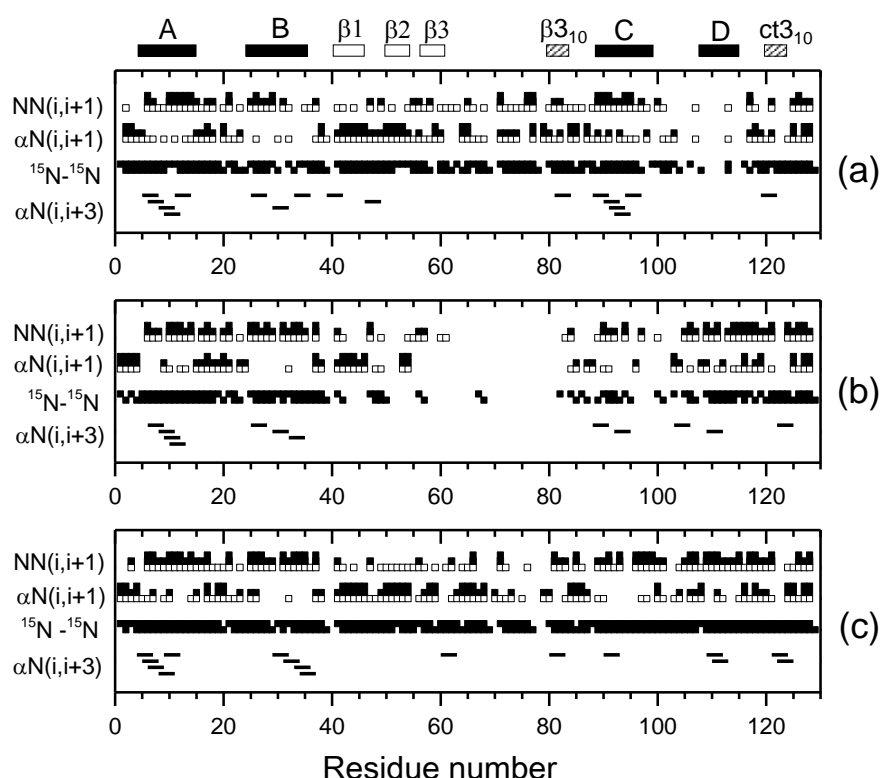 A B β1 β2 β3 β3₁₀ C D ct3₁₀
NN(i,i+1)
αN(i,i+1)
¹⁵N-¹⁵N
αN(i,i+3)
(a)
0 20 40 60 80 100 120
NN(i,i+1)
αN(i,i+1)
¹⁵N-¹⁵N
αN(i,i+3)
(b)
0 20 40 60 80 100 120
NN(i,i+1)
αN(i,i+1)
¹⁵N -¹⁵N
αN(i,i+3)
(c)
0 20 40 60 80 100 120
Residue number